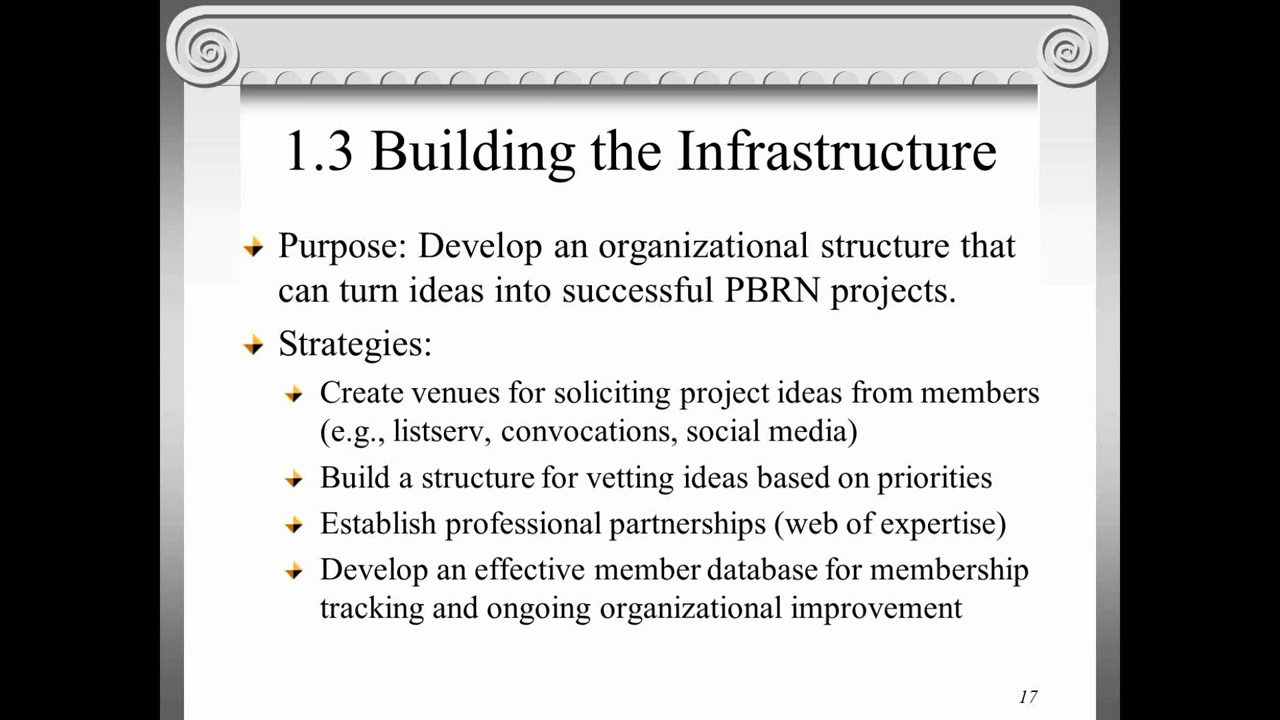 1.3 Building the Infrastructure
Purpose: Develop an organizational structure that
can turn ideas into successful PBRN projects.
Strategies:
Create venues for soliciting project ideas from members
(e.g., listserv, convocations, social media)
Build a structure for vetting ideas based on priorities
Establish professional partnerships (web of expertise)
Develop an effective member database for membership
tracking and ongoing organizational improvement
17